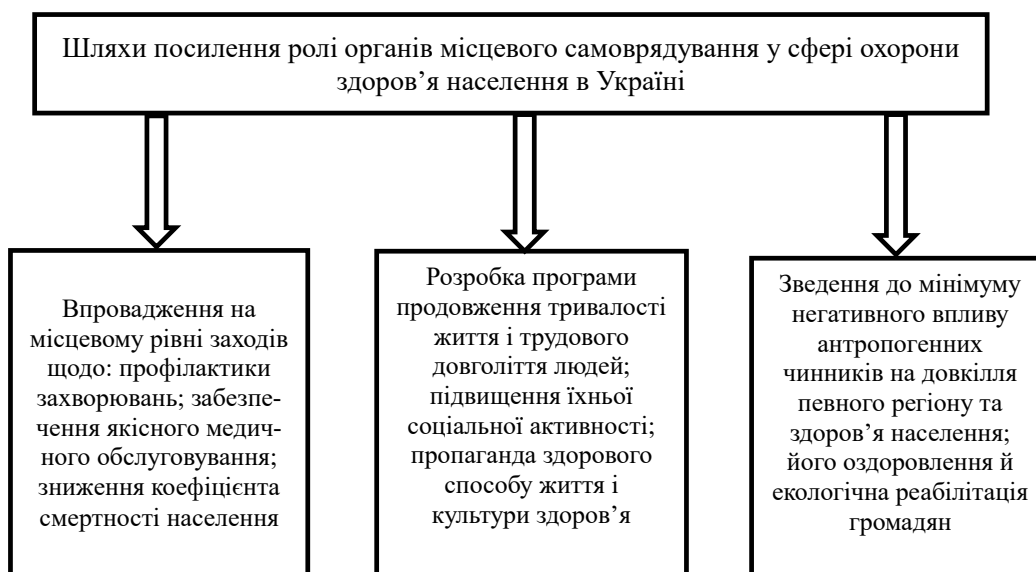 Шляхи посилення ролі органів місцевого самоврядування у сфері охорони
здоров’я населення в Україні
Впровадження на
місцевому рівні заходів
щодо: профілактики
захворювань; забезпе-
чення якісного медич-
ного обслуговування;
зниження коефіцієнта
смертності населення
Розробка програми
продовження тривалості
життя і трудового
довголіття людей;
підвищення їхньої
соціальної активності;
пропаганда здорового
способу життя і
культури здоров’я
Зведення до мінімуму
негативного впливу
антропогенних
чинників на довкілля
певного регіону та
здоров’я населення;
його оздоровлення й
екологічна реабілітація
громадян